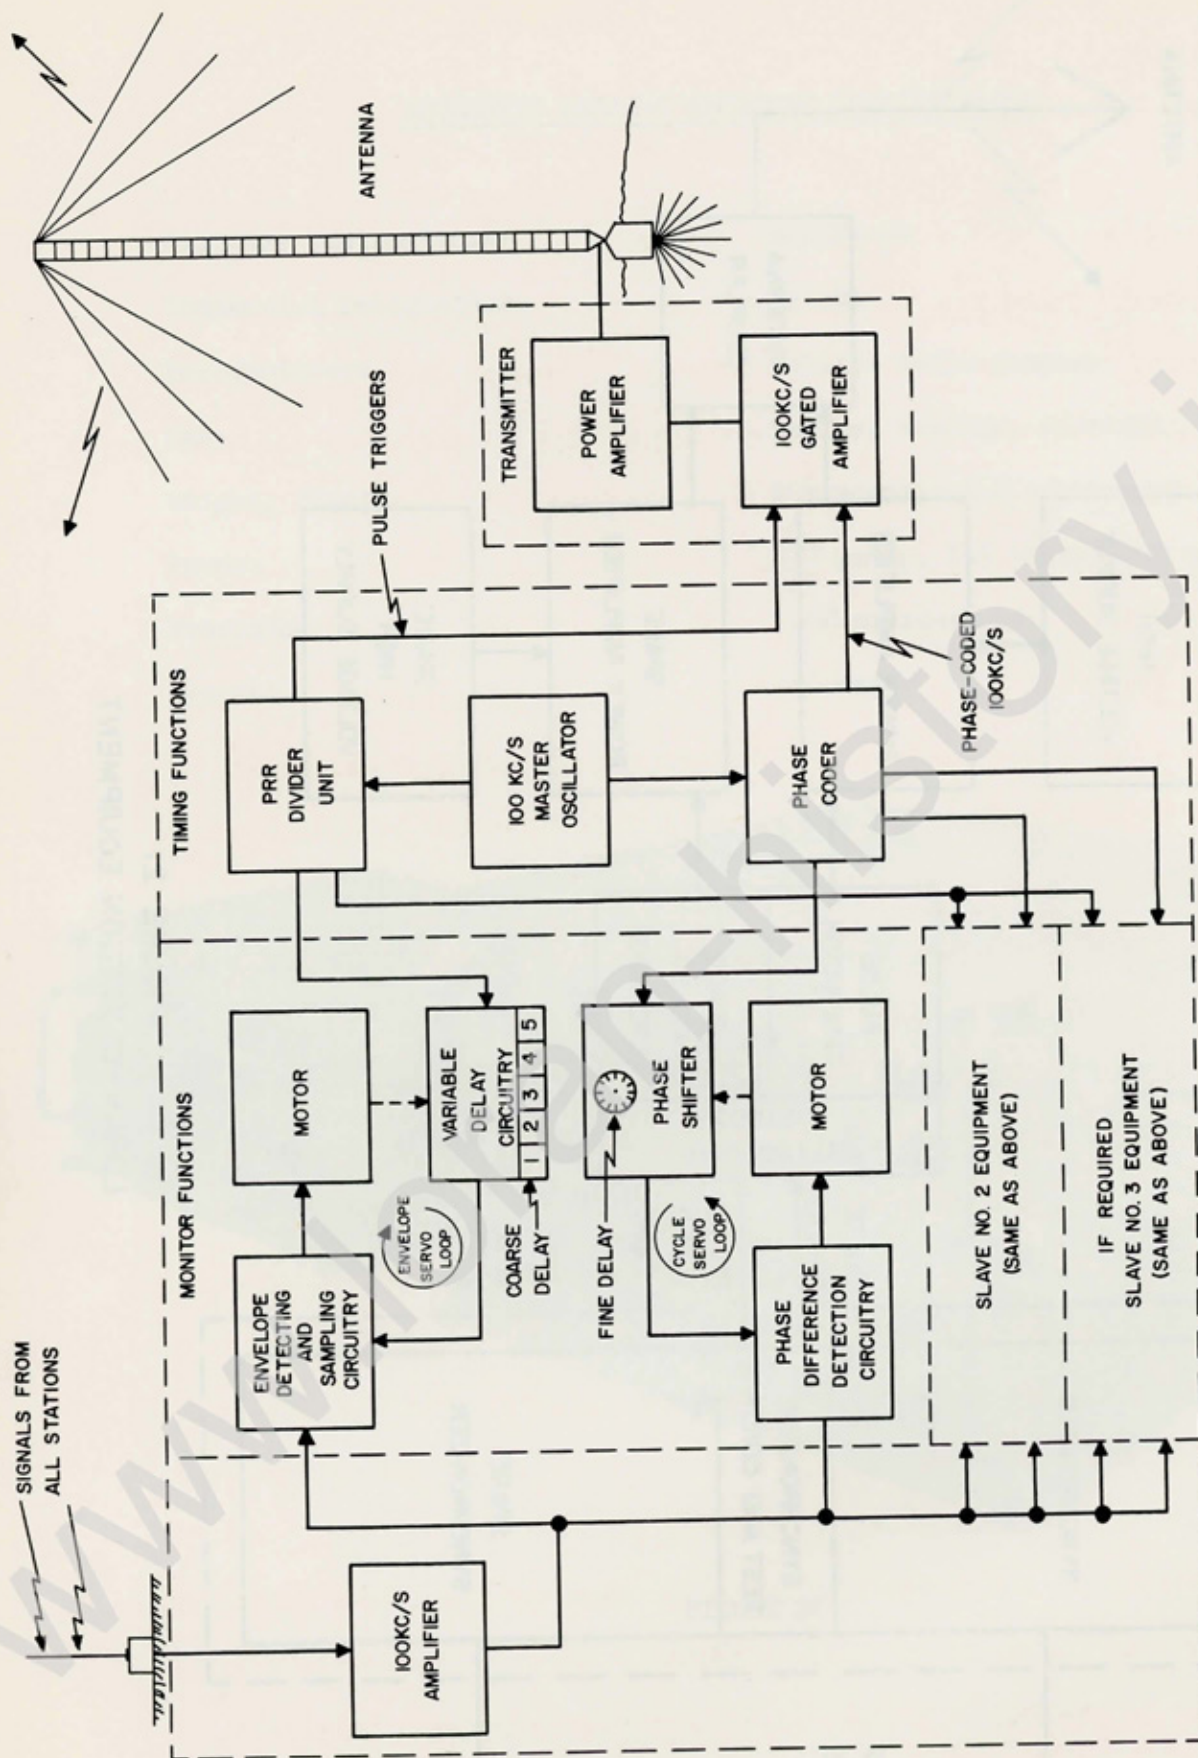 SIGNALS FROM
ALL STATIONS
100KC/S
AMPLIFIER
MONITOR FUNCTIONS
ENVELOPE
DETECTING
AND
SAMPLING
CIRCUITRY
MOTOR
ENVELOPE
SERVO
LOOP
VARIABLE
DELAY
CIRCUITRY
1 2 3 4 5
COARSE
DELAY
FINE DELAY
PHASE
SHIFTER
CYCLE
SERVO
LOOP
PHASE
DIFFERENCE
DETECTION
CIRCUITRY
MOTOR
SLAVE NO. 2 EQUIPMENT
(SAME AS ABOVE)
IF REQUIRED
SLAVE NO. 3 EQUIPMENT
(SAME AS ABOVE)
TIMING FUNCTIONS
PRR
DIVIDER
UNIT
100 KC/S
MASTER
OSCILLATOR
PHASE
CODER
PULSE TRIGGERS
PHASE-CODED
100KC/S
TRANSMITTER
POWER
AMPLIFIER
100KC/S
GATED
AMPLIFIER
ANTENNA
www.loran-history.i